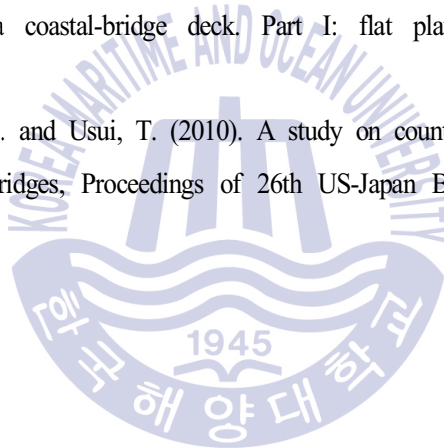 a coastal-bridge deck. Part I: flat pla
. and Usui, T. (2010). A study on count
ridges, Proceedings of 26th US-Japan B
KOREA MARITIME AND OCEAN UNIVERSITY
1945
한국해양대학교